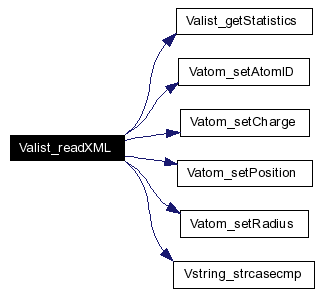 Valist_getStatistics
Vatom_setAtomID
Vatom_setCharge
Valist_readXML
Vatom_setPosition
Vatom_setRadius
Vstring_strcasecmp